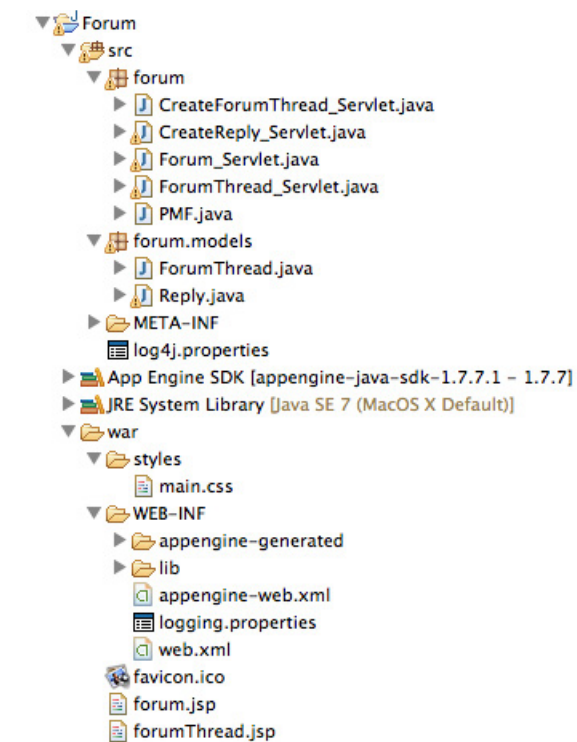 Forum
src
forum
CreateForumThread_Servlet.java
CreateReply_Servlet.java
Forum_Servlet.java
ForumThread_Servlet.java
PMF.java
forum.models
ForumThread.java
Reply.java
META-INF
log4j.properties
App Engine SDK [appengine-java-sdk-1.7.7.1 - 1.7.7]
JRE System Library [Java SE 7 (MacOS X Default)]
war
styles
main.css
WEB-INF
appengine-generated
lib
appengine-web.xml
logging.properties
web.xml
favicon.ico
forum.jsp
forumThread.jsp